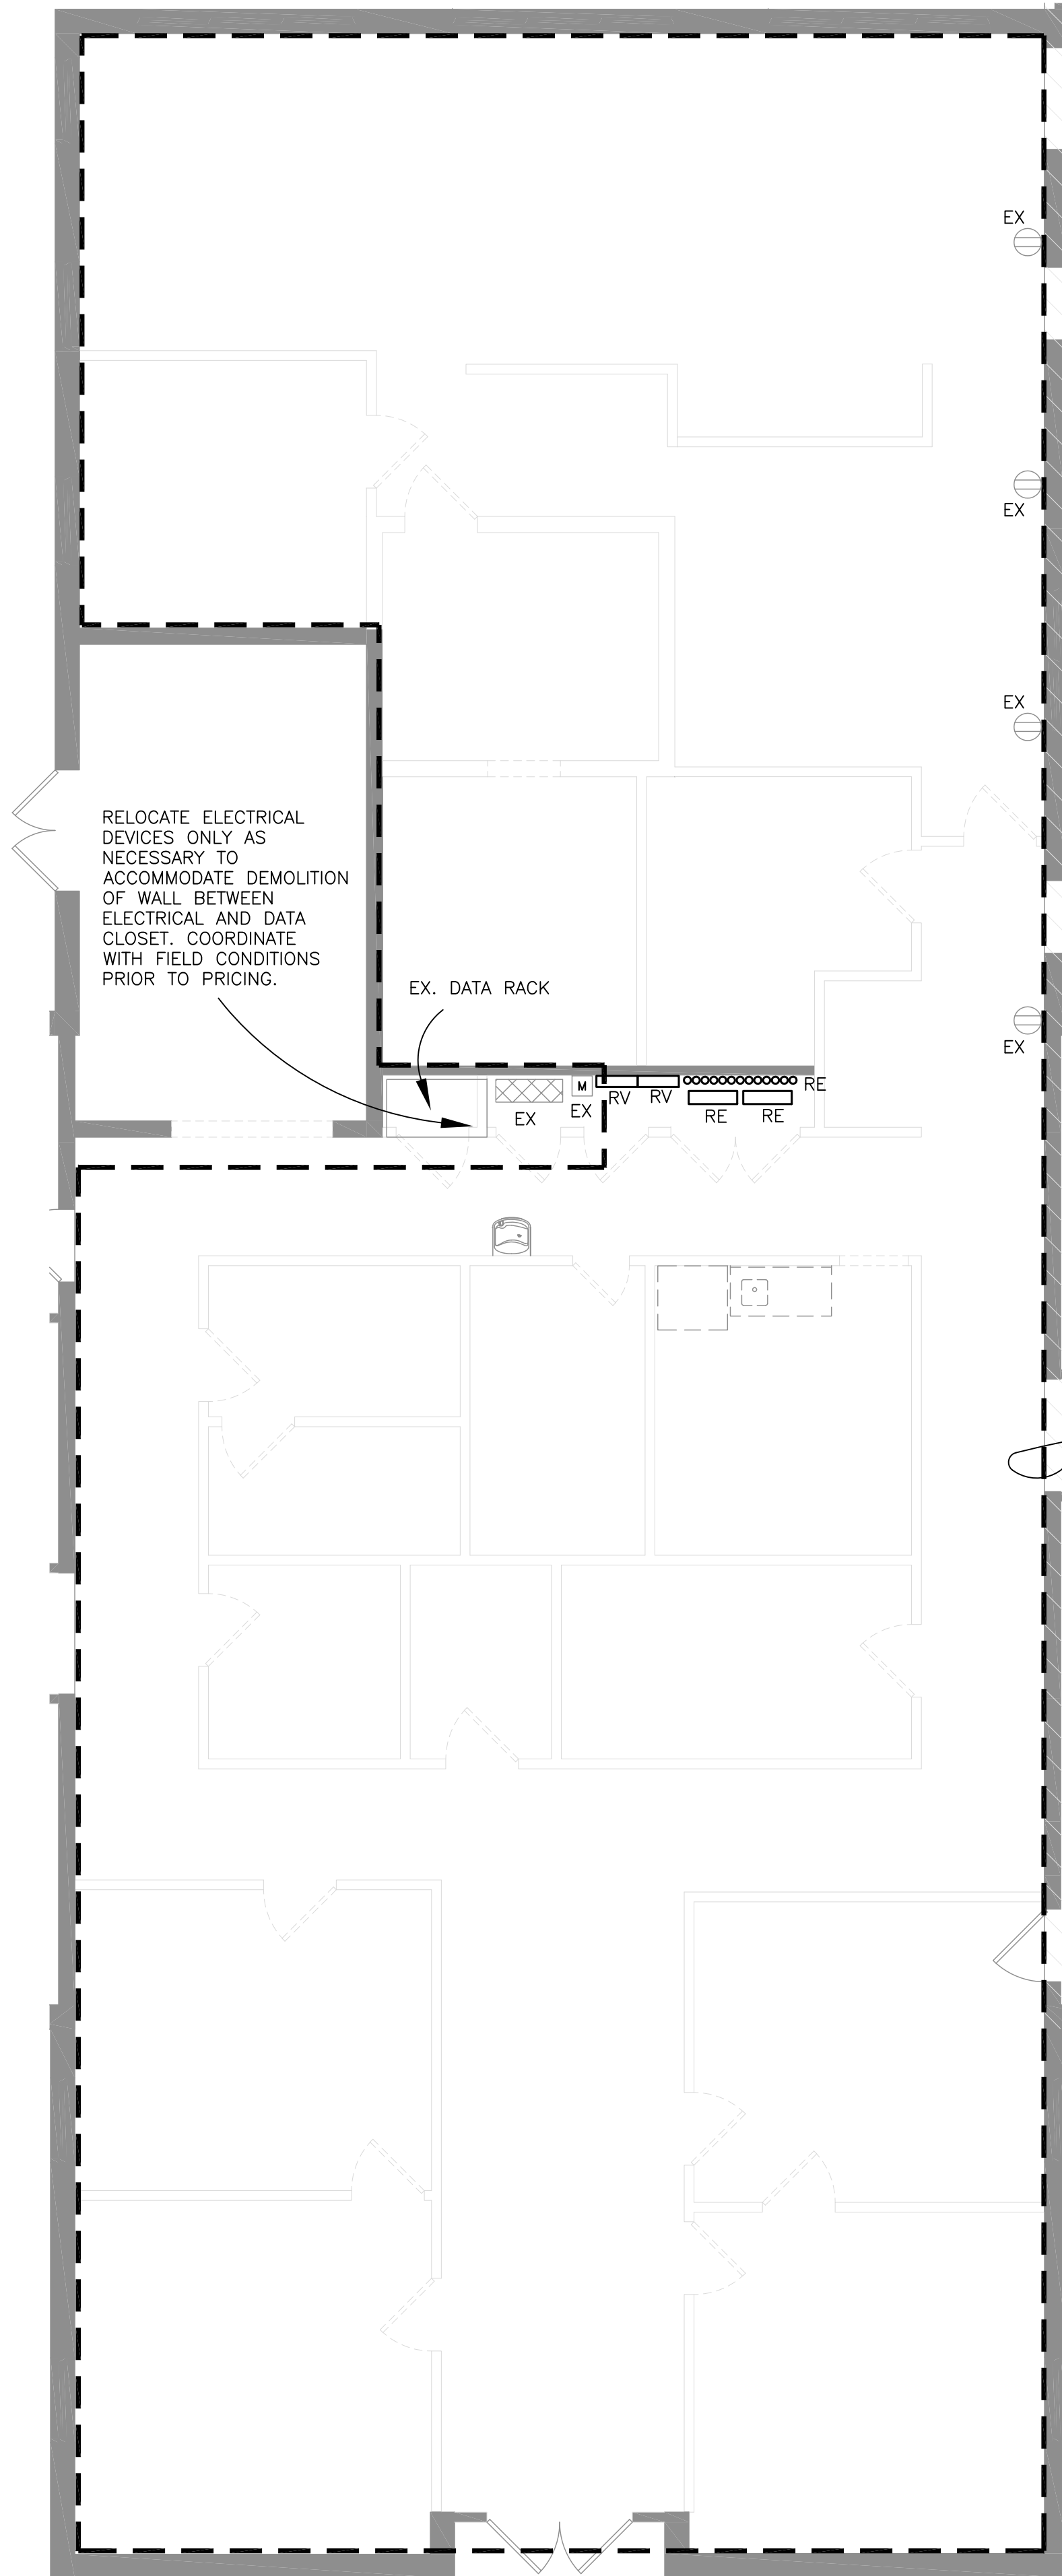 EX
EX
EX
RELOCATE ELECTRICAL
DEVICES ONLY AS
NECESSARY TO
ACCOMMODATE DEMOLITION
OF WALL BETWEEN
ELECTRICAL AND DATA
CLOSET. COORDINATE
WITH FIELD CONDITIONS
PRIOR TO PRICING.
EX. DATA RACK
EX
M
RE
EX
EX
RV
RV
RE
RE